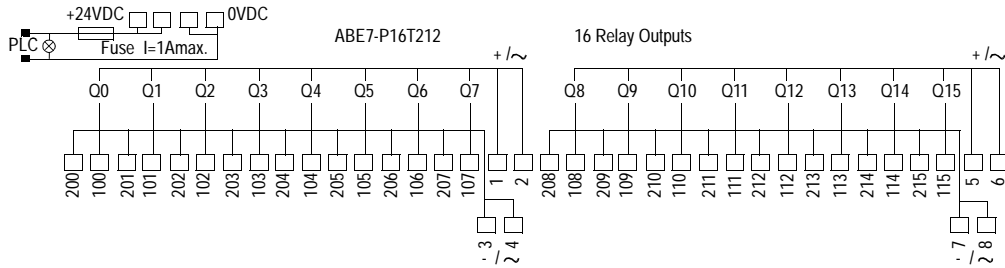 +24VDC 0VDC
PLC Fuse I=1Amax.
ABE7-P16T212 16 Relay Outputs
+ /~ + /~
Q0 Q1 Q2 Q3 Q4 Q5 Q6 Q7 Q8 Q9 Q10 Q11 Q12 Q13 Q14 Q15
200 100 201 101 202 102 203 103 204 104 205 105 206 106 207 107 1 2 208 108 209 109 210 110 211 111 212 112 213 113 214 114 215 115 5 6
3 4 7 8
- /~ - /~